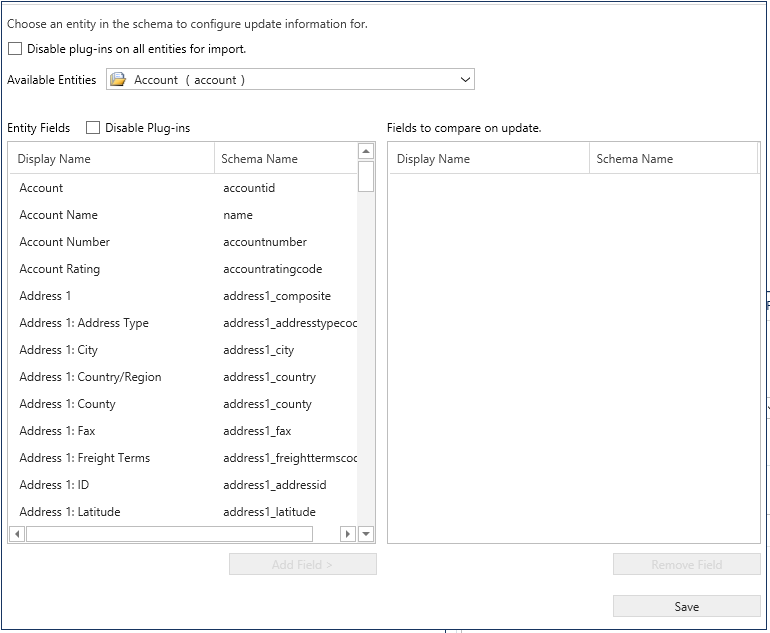 Choose an entity in the schema to configure update information for.
Disable plug-ins on all entities for import.
Available Entities Account ( account )
Entity Fields Disable Plug-ins Fields to compare on update.
Display Name Schema Name Display Name Schema Name
Account accountid
Account Name name
Account Number accountnumber
Account Rating accountratingcode
Address 1 address1_composite
Address 1: Address Type address1_addresstypecoc
Address 1: City address1_city
Address 1: Country/Region address1_country
Address 1: County address1_county
Address 1: Fax address1_fax
Address 1: Freight Terms address1_freighttermscoc
Address 1: ID address1_addressid
Address 1: Latitude address1_latitude
Add Field > Remove Field
Save